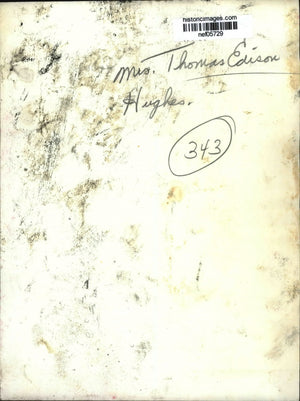 historicimages.com
nef05729
Mrs. Thomas Edison
Hughes.
343